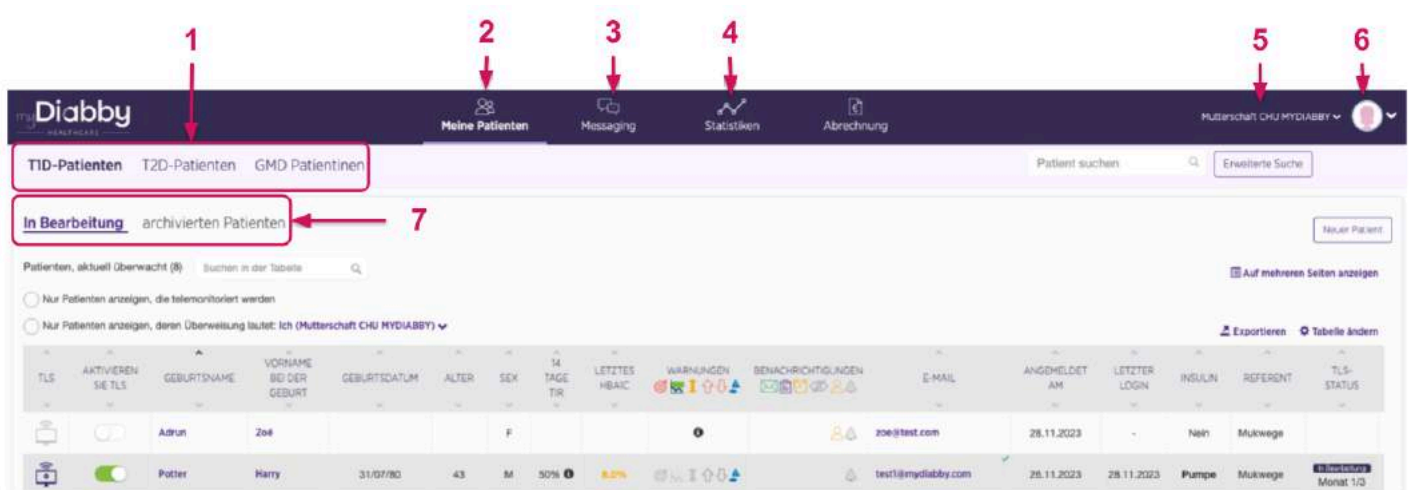 1 2 3 4 5 6
myDiabby
HEALTHCARE
Meine Patienten Messaging Statistiken Abrechnung Mutterschaft CHU MYDIABBY
T1D-Patienten T2D-Patienten GMD Patientinen Patient suchen Erweiterte Suche
In Bearbeitung archivierten Patienten 7
Neuer Patient
Patienten, aktuell überwacht (8) Suchen in der Tabelle Auf mehreren Seiten anzeigen
Nur Patienten anzeigen, die telemonitoriert werden
Nur Patienten anzeigen, deren Überweisung lautet: Ich (Mutterschaft CHU MYDIABBY) Exportieren Tabelle ändern
TLS AKTIVIEREN SIE TLS GEBURTSNAME VORNAME BEI DER GEBURT GEBURTSDATUM ALTER SEX 14 TAGE TIR LETZTES HBA1C WARNUNGEN BENACHRICHTIGUNGEN E-MAIL ANGEMELDET AM LETZTER LOGIN INSULIN REFERENT TLS-STATUS
Adrun Zoé F zoe@test.com 28.11.2023 - Nein Mukwege
Potter Harry 31/07/80 43 M 50% 8.0% test1@mydiabby.com 28.11.2023 28.11.2023 Pumpe Mukwege In Bearbeitung
Monat 1/3